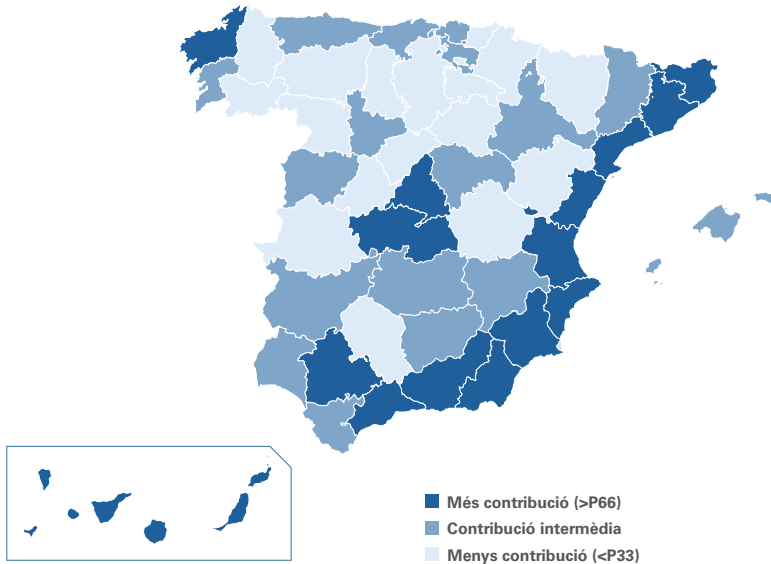 Més contribució (>P66)
Contribució intermèdia
Menys contribució (<P33)